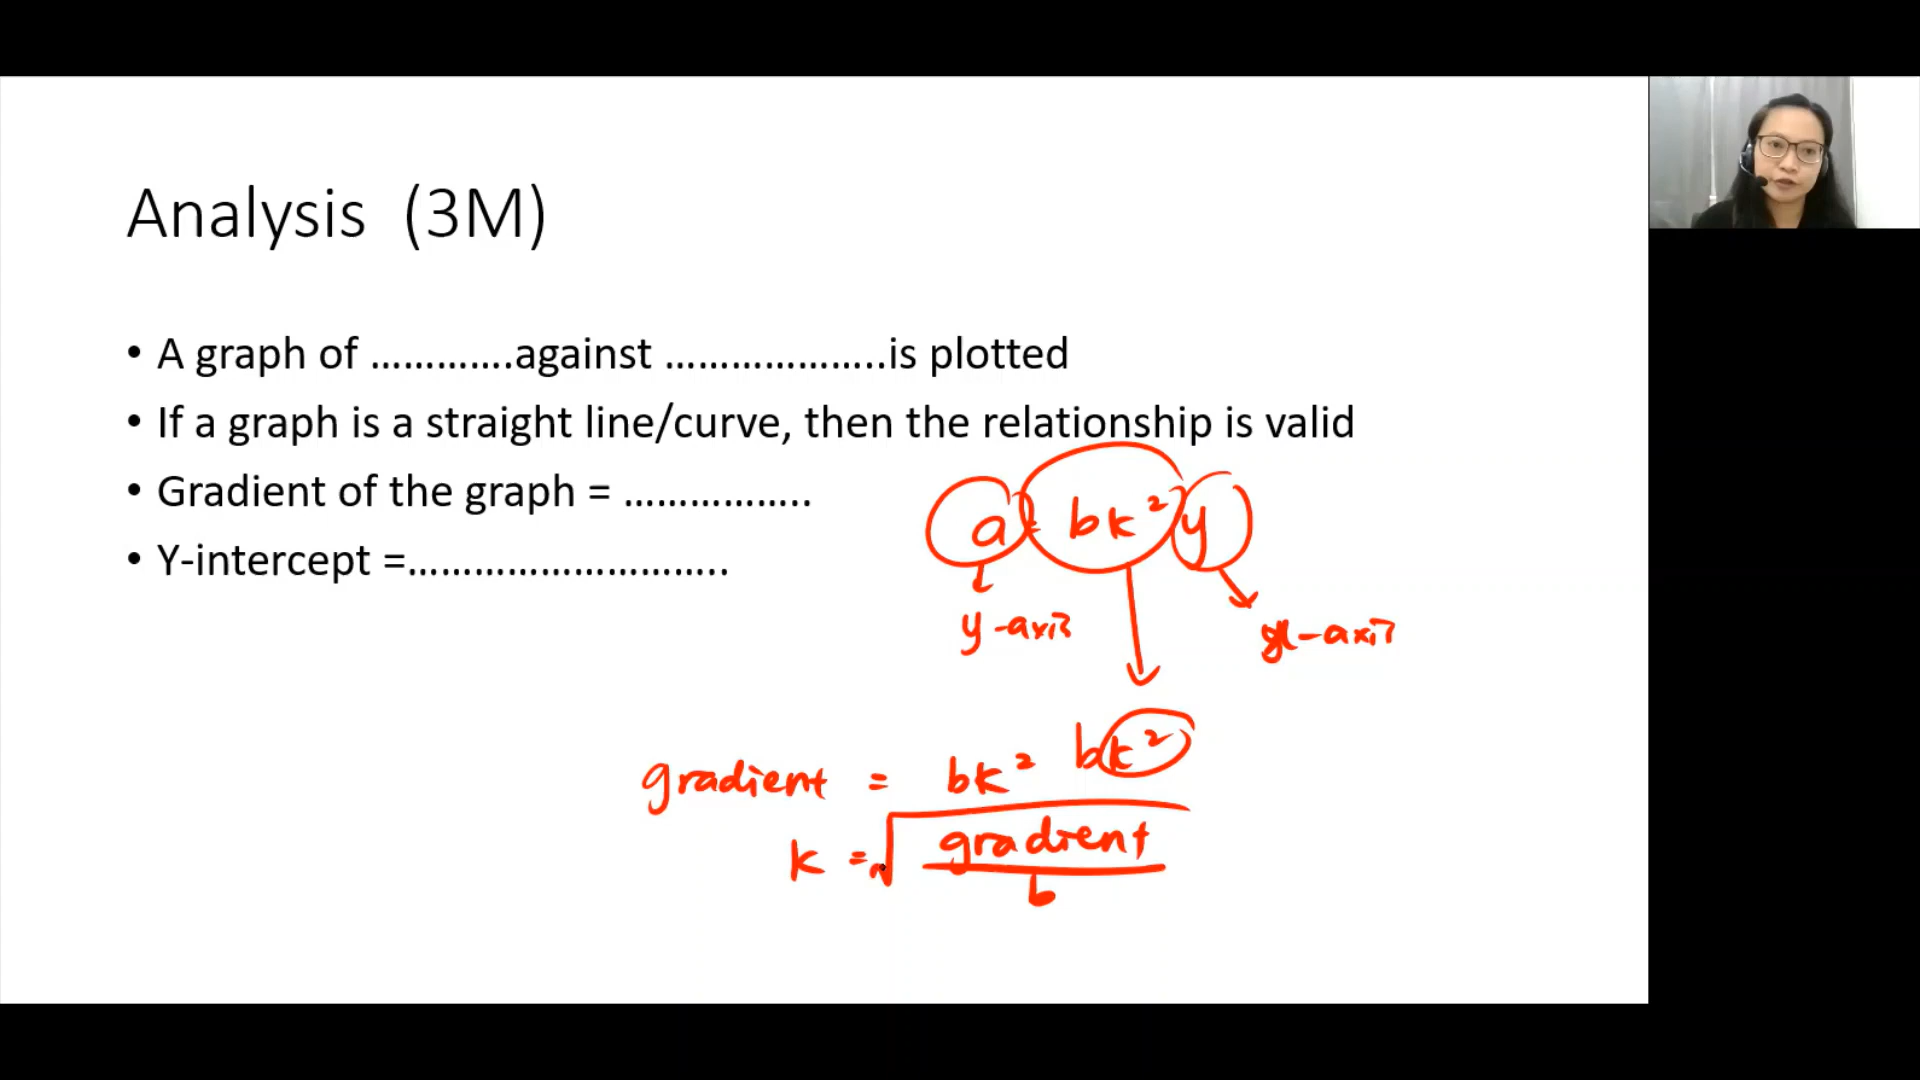 Analysis (3M)
• A graph of ………….against ………………..is plotted
• If a graph is a straight line/curve, then the relationship is valid
• Gradient of the graph = ……………..
• Y-intercept =………………………..
a = bk² y
y-axis
x-axis
bk²
gradient = bk²
k = √(gradient / b)